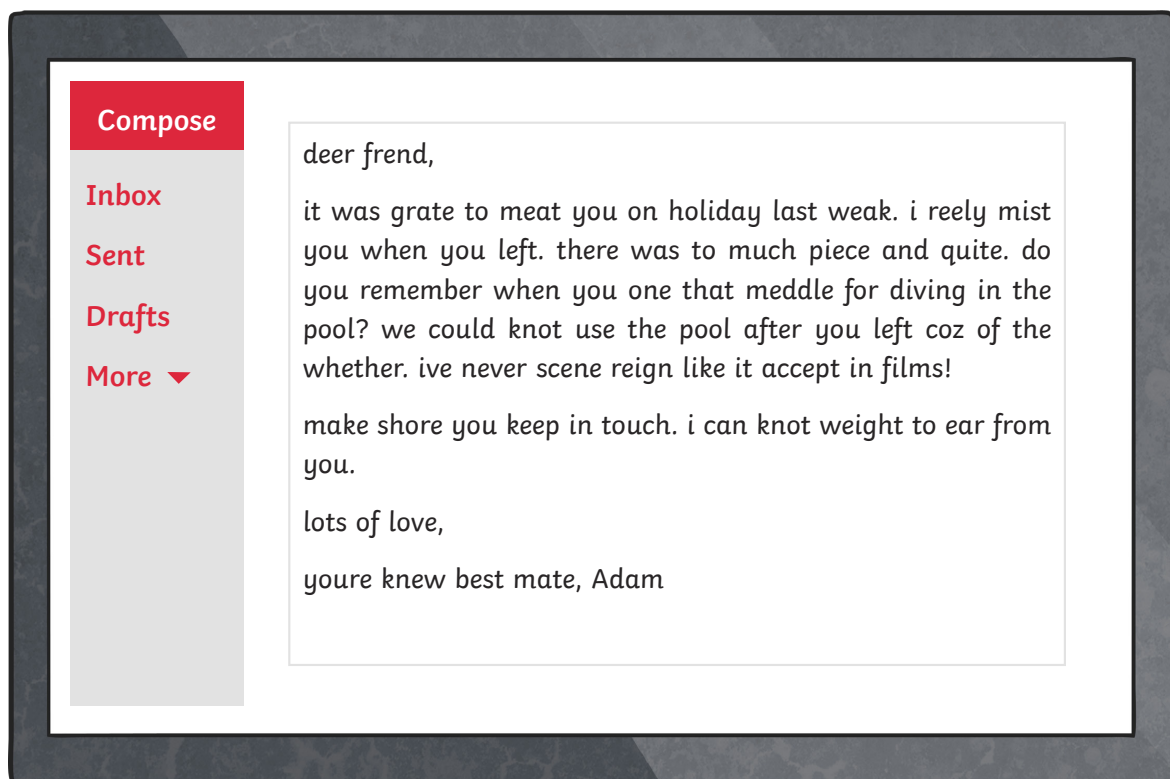 Compose
Inbox
Sent
Drafts
More
deer frend,
it was grate to meat you on holiday last weak. i reely mist
you when you left. there was to much piece and quite. do
you remember when you one that meddle for diving in the
pool? we could knot use the pool after you left coz of the
whether. ive never scene reign like it accept in films!
make shore you keep in touch. i can knot weight to ear from
you.
lots of love,
youre knew best mate, Adam